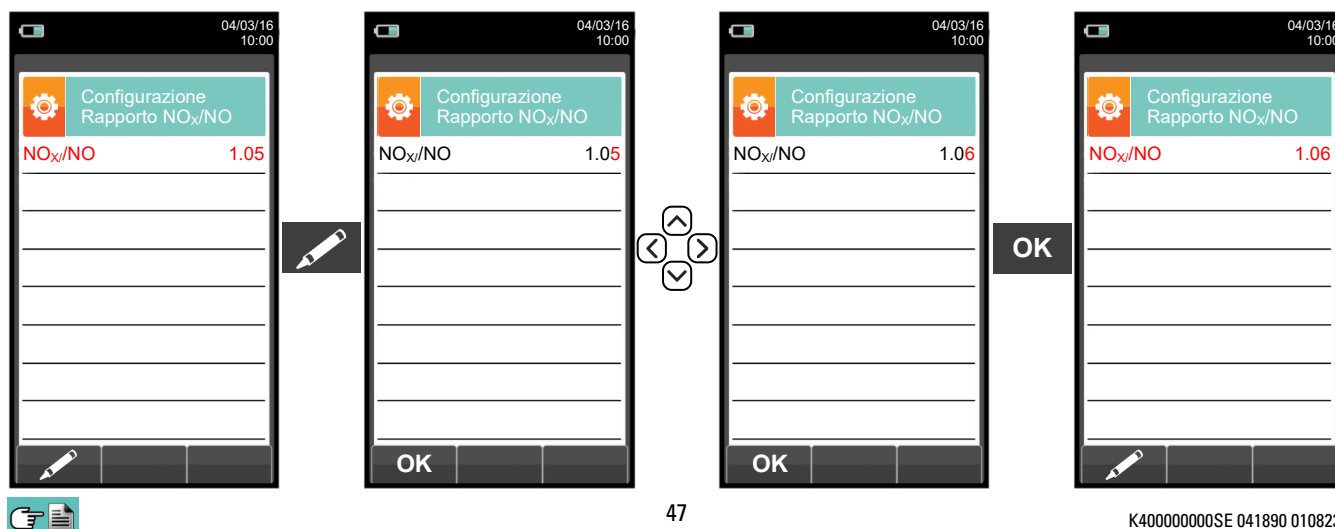 04/03/16
10:00
Configurazione
Rapporto NOX/NO
NOX//NO 1.05
OK
04/03/16
10:00
Configurazione
Rapporto NOX/NO
NOX//NO 1.05
OK
04/03/16
10:00
Configurazione
Rapporto NOX/NO
NOX//NO 1.06
OK
04/03/16
10:00
Configurazione
Rapporto NOX/NO
NOX//NO 1.06
47
K400000000SE 041890 010823